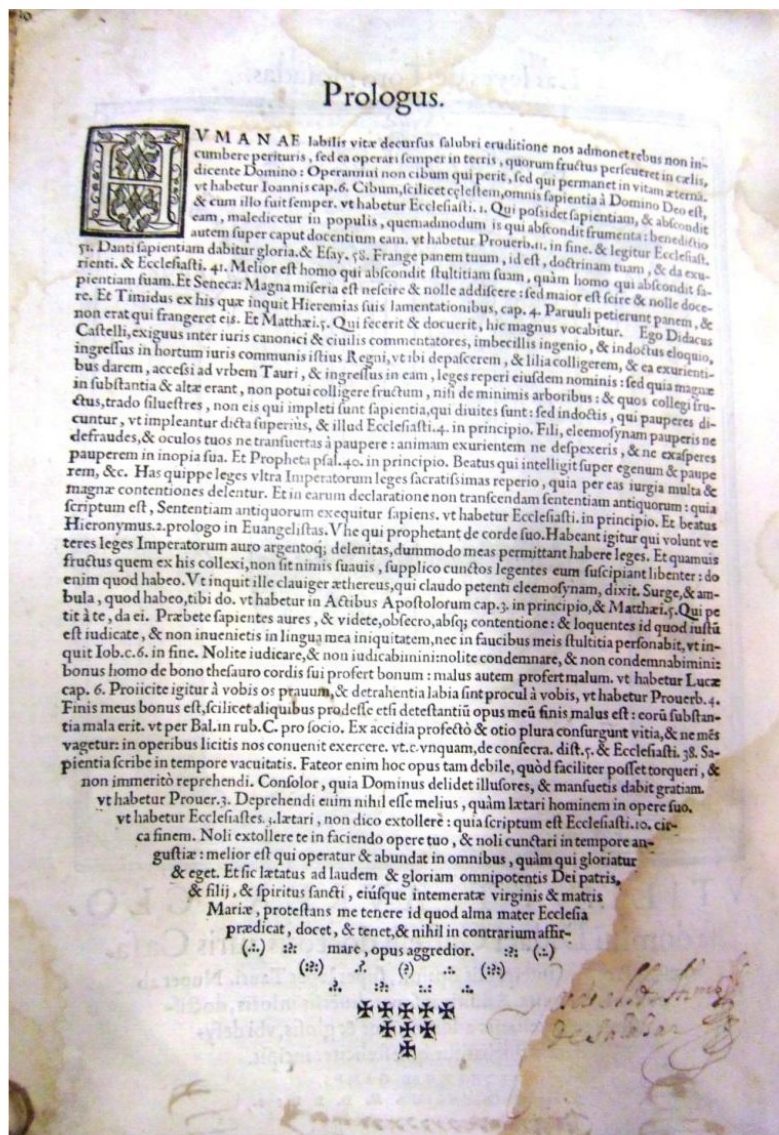 Prologus.
HVMANAE labilis vitæ decursus salubri eruditione nos admonet rebus non in-
cumbere perituris, sed ea operari semper in terris, quorum fructus perseueret in cælis,
dicente Domino: Operamini non cibum qui perit, sed qui permanet in vitam æternã.
vt habetur Ioannis cap. 6. Cibum, scilicet cęlestem, omnis sapientia à Domino Deo est,
& cum illo fuit semper. vt habetur Ecclesiasti. 1. Qui possidet sapientiam, & abscondit
eam, maledicetur in populis, quemadmodum is qui abscondit frumenta: benedictio
autem super caput docentium eam. vt habetur Prouerb. 11. in fine. & legitur Ecclesiast.
51. Danti sapientiam dabitur gloria. & Esay. 58. Frange panem tuum, id est, doctrinam tuam, & da exu-
rienti. & Ecclesiasti. 41. Melior est homo qui abscondit stultitiam suam, quàm homo qui abscondit sa-
pientiam suam. Et Seneca: Magna miseria est nescire & nolle addiscere: sed maior est scire & nolle doce-
re. Et Timidus ex his quæ inquit Hieremias suis lamentationibus, cap. 4. Paruuli petierunt panem, &
non erat qui frangeret eis. Et Matthæi. 5. Qui fecerit & docuerit, hic magnus vocabitur. Ego Didacus
Castelli, exiguus inter iuris canonici & ciuilis commentatores, imbecillis ingenio, & indoctus eloquio,
ingressus in hortum iuris communis istius Regni, vt ibi depascerem, & lilia colligerem, & ea exurienti-
bus darem, accessi ad vrbem Tauri, & ingressus in eam, leges reperi eiusdem nominis: sed quia magnæ
in substantia & altæ erant, non potui colligere fructum, nisi de minimis arboribus: & quos collegi fru-
ctus, trado siluestres, non eis qui impleti sunt sapientia, qui diuites sunt: sed indoctis, qui pauperes di-
cuntur, vt impleantur dicta superiùs, & illud Ecclesiasti. 4. in principio. Fili, eleemosynam pauperis ne
defraudes, & oculos tuos ne transuertas à paupere: animam exurientem ne despexeris, & ne exasperes
pauperem in inopia sua. Et Propheta psal. 40. in principio. Beatus qui intelligit super egenum & paupe
rem, &c. Has quippe leges vltra Imperatorum leges sacratissimas reperio, quia per eas iurgia multa &
magnæ contentiones delentur. Et in earum declaratione non transcendam sententiam antiquorum: quia
scriptum est, Sententiam antiquorum exequitur sapiens. vt habetur Ecclesiasti. in principio. Et beatus
Hieronymus. 2. prologo in Euangelistas. Vhe qui prophetant de corde suo. Habeant igitur qui volunt ve
teres leges Imperatorum auro argentoq; delenitas, dummodo meas permittant habere leges. Et quamuis
fructus quem ex his collexi, non sit nimis suauis, supplico cunctos legentes eum suscipiant libenter: do
enim quod habeo. Vt inquit ille clauiger æthereus, qui claudo petenti eleemosynam, dixit. Surge, & am-
bula, quod habeo, tibi do. vt habetur in Actibus Apostolorum cap. 3. in principio, & Matthæi. 5. Qui pe
tit à te, da ei. Præbete sapientes aures, & videte, obsecro, absq; contentione: & loquentes id quod iustũ
est iudicate, & non inuenietis in lingua mea iniquitatem, nec in faucibus meis stultitia personabit, vt in-
quit Iob. c. 6. in fine. Nolite iudicare, & non iudicabimini: nolite condemnare, & non condemnabimini:
bonus homo de bono thesauro cordis sui profert bonum: malus autem profert malum. vt habetur Lucæ
cap. 6. Proiicite igitur à vobis os prauum, & detrahentia labia sint procul à vobis, vt habetur Prouerb. 4.
Finis meus bonus est, scilicet aliquibus prodesse etsi detestantiũ opus meũ finis malus est: eorũ substan-
tia mala erit. vt per Bal. in rub. C. pro socio. Ex accidia profectò & otio plura consurgunt vitia, & ne mẽs
vagetur: in operibus licitis nos conuenit exercere. vt. c. vnquam, de consecra. dist. 5. & Ecclesiasti. 38. Sa-
pientia scribe in tempore vacuitatis. Fateor enim hoc opus tam debile, quòd faciliter posset torqueri, &
non immeritò reprehendi. Consolor, quia Dominus delidet illusores, & mansuetis dabit gratiam.
vt habetur Prouer. 3. Deprehendi enim nihil esse melius, quàm lætari hominem in opere suo.
vt habetur Ecclesiastes. 3. lætari, non dico extollere: quia scriptum est Ecclesiasti. 10. cir-
ca finem. Noli extollere te in faciendo opere tuo, & noli cunctari in tempore an-
gustiæ: melior est qui operatur & abundat in omnibus, quàm qui gloriatur
& eget. Et sic lætatus ad laudem & gloriam omnipotentis Dei patris,
& filij, & spiritus sancti, eiúsque intemeratæ virginis & matris
Mariæ, protestans me tenere id quod alma mater Ecclesia
prædicat, docet, & tenet, & nihil in contrarium affir-
mare, opus aggredior.